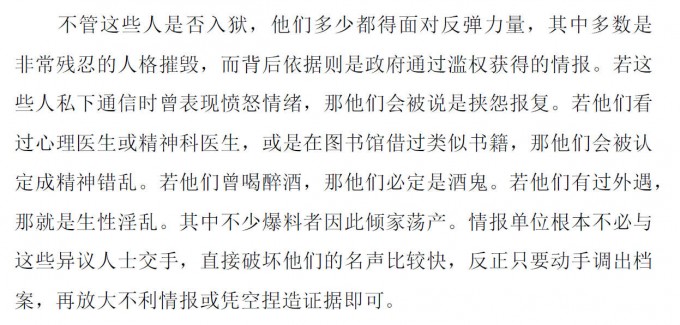 不管这些人是否入狱，他们多少都得面对反弹力量，其中多数是
非常残忍的人格摧毁，而背后依据则是政府通过滥权获得的情报。若这
些人私下通信时曾表现愤怒情绪，那他们会被说是挟怨报复。若他们看
过心理医生或精神科医生，或是在图书馆借过类似书籍，那他们会被认
定成精神错乱。若他们曾喝醉酒，那他们必定是酒鬼。若他们有过外遇，
那就是生性淫乱。其中不少爆料者因此倾家荡产。情报单位根本不必与
这些异议人士交手，直接破坏他们的名声比较快，反正只要动手调出档
案，再放大不利情报或凭空捏造证据即可。